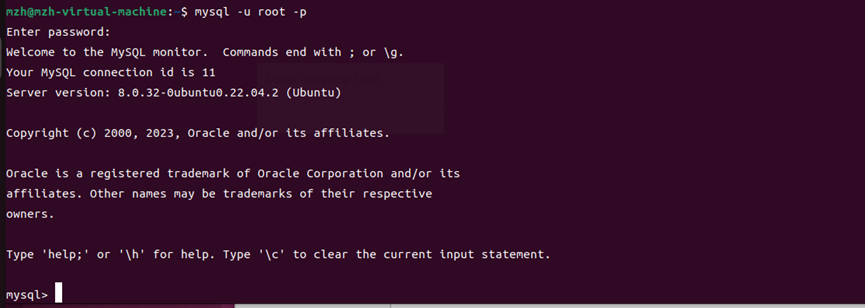 mzh@mzh-virtual-machine:~$ mysql -u root -p
Enter password:
Welcome to the MySQL monitor.  Commands end with ; or \g.
Your MySQL connection id is 11
Server version: 8.0.32-0ubuntu0.22.04.2 (Ubuntu)
Copyright (c) 2000, 2023, Oracle and/or its affiliates.
Oracle is a registered trademark of Oracle Corporation and/or its
affiliates. Other names may be trademarks of their respective
owners.
Type 'help;' or '\h' for help. Type '\c' to clear the current input statement.
mysql>